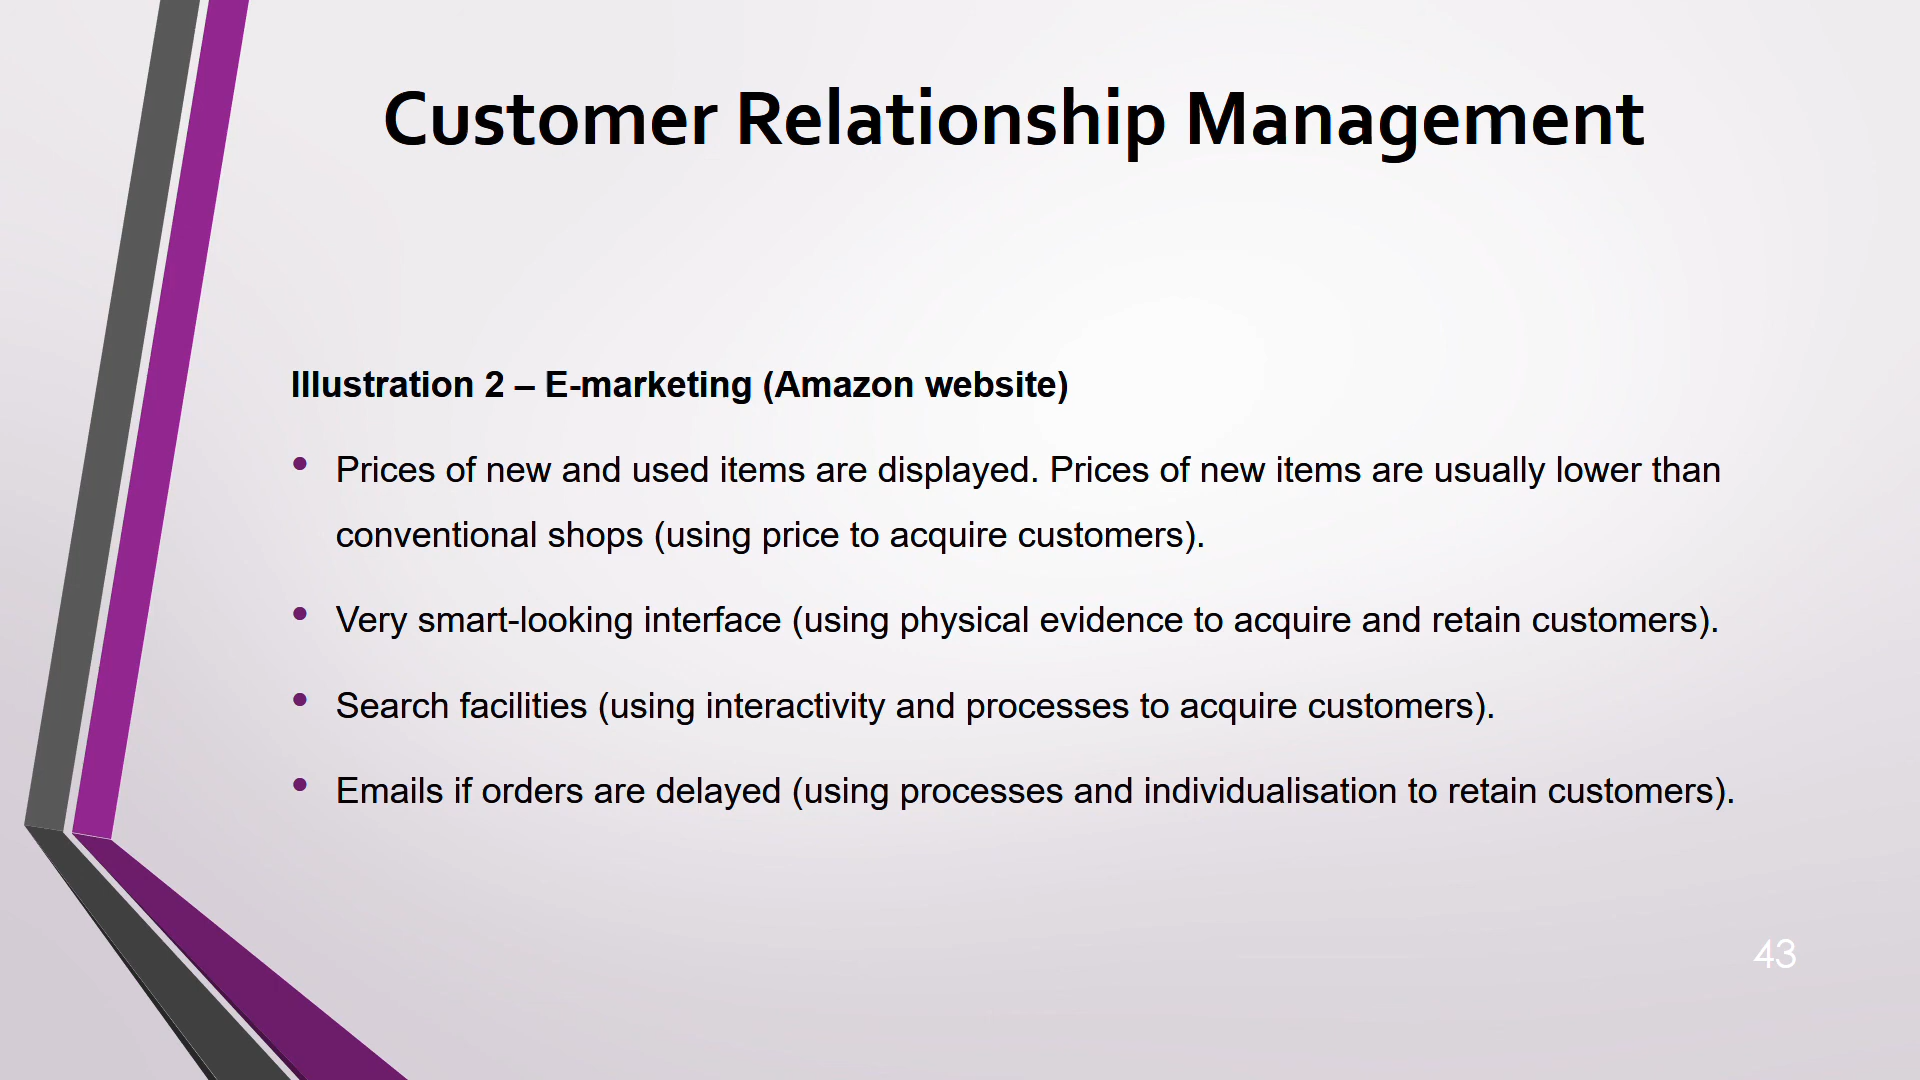 Customer Relationship Management
Illustration 2 – E-marketing (Amazon website)
• Prices of new and used items are displayed. Prices of new items are usually lower than
conventional shops (using price to acquire customers).
• Very smart-looking interface (using physical evidence to acquire and retain customers).
• Search facilities (using interactivity and processes to acquire customers).
• Emails if orders are delayed (using processes and individualisation to retain customers).
43